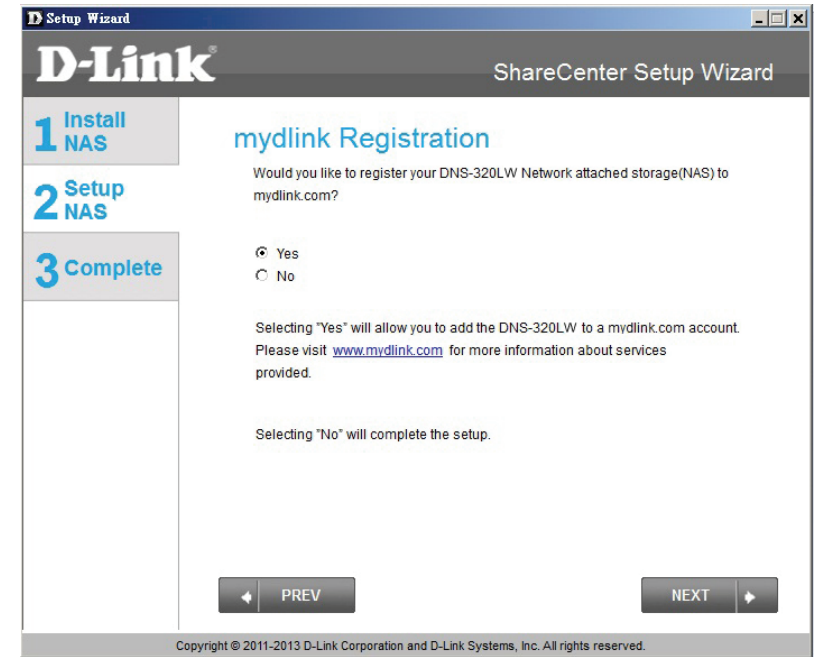 Setup Wizard
D-Link®
ShareCenter Setup Wizard
1 Install
NAS
2 Setup
NAS
3 Complete
mydlink Registration
Would you like to register your DNS-320LW Network attached storage(NAS) to
mydlink.com?
Yes
No
Selecting "Yes" will allow you to add the DNS-320LW to a mydlink.com account.
Please visit www.mydlink.com for more information about services
provided.
Selecting "No" will complete the setup.
PREV
NEXT
Copyright © 2011-2013 D-Link Corporation and D-Link Systems, Inc. All rights reserved.